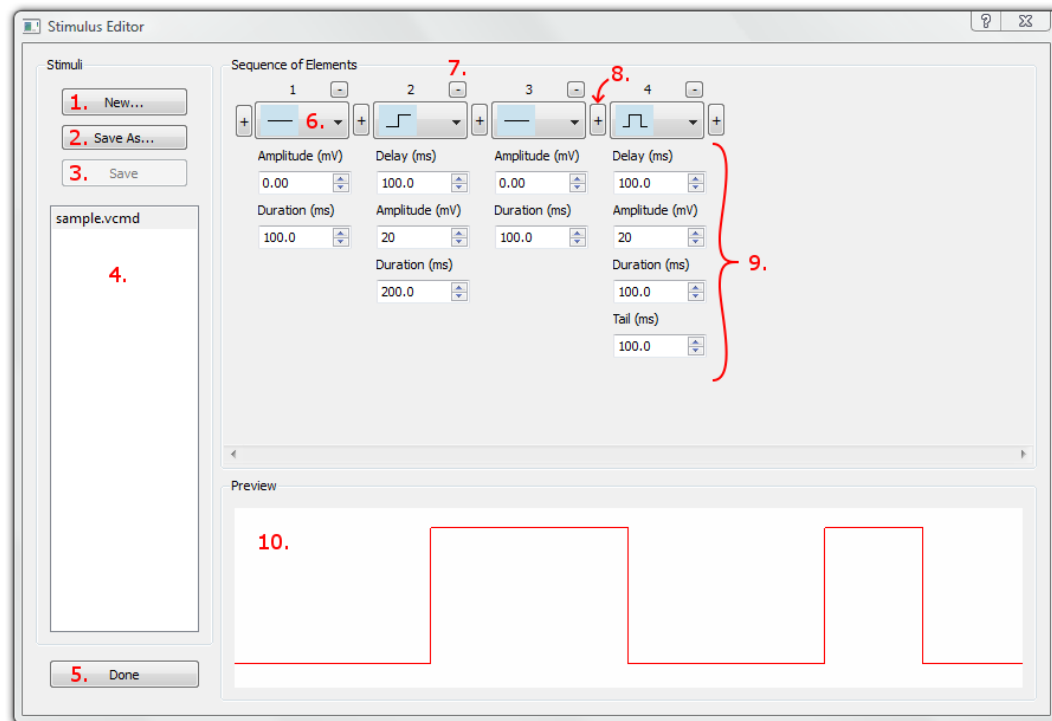 Stimulus Editor
?
Stimuli
1. New...
2. Save As...
3. Save
sample.vcmd
4.
5. Done
Sequence of Elements
7.
8.
1 - 2 - 3 - 4 -
+ 6. + + + +
Amplitude (mV) Delay (ms) Amplitude (mV) Delay (ms)
0.00 100.0 0.00 100.0
Duration (ms) Amplitude (mV) Duration (ms) Amplitude (mV)
100.0 20 100.0 20
9.
Duration (ms) Duration (ms)
200.0 100.0
Tail (ms)
100.0
Preview
10.